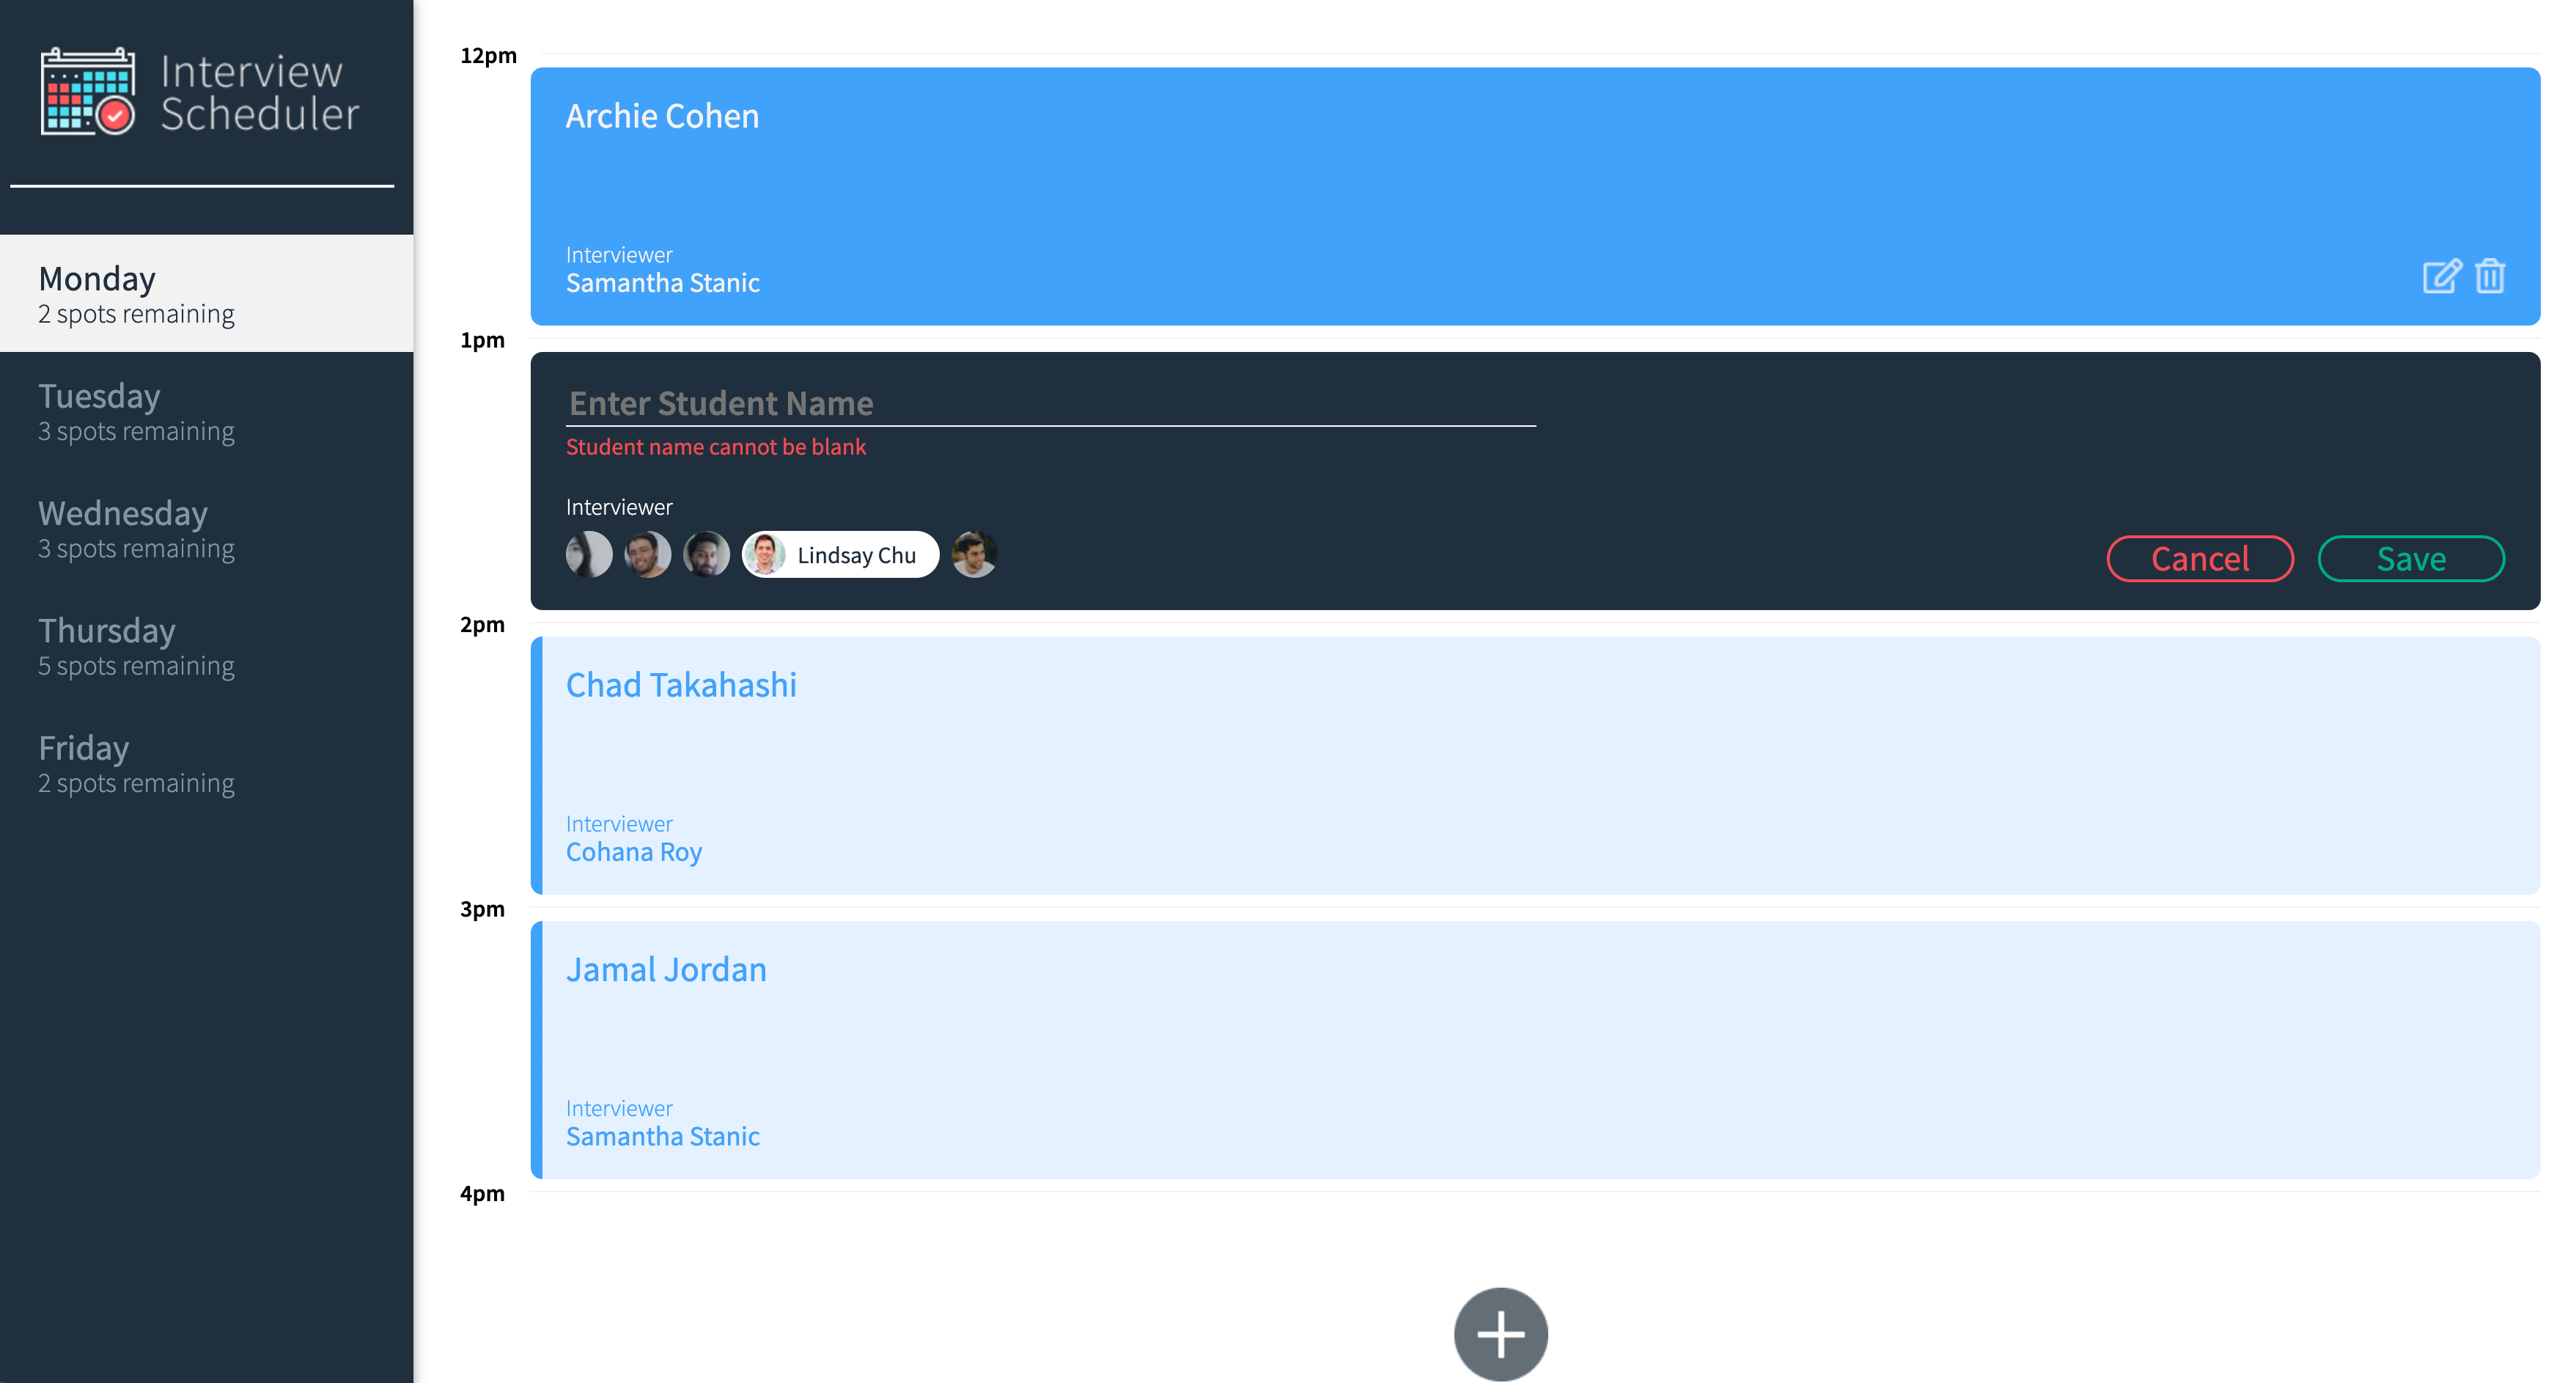 Interview
Scheduler
Monday
2 spots remaining
Tuesday
3 spots remaining
Wednesday
3 spots remaining
Thursday
5 spots remaining
Friday
2 spots remaining
12pm
Archie Cohen
Interviewer
Samantha Stanic
1pm
Enter Student Name
Student name cannot be blank
Interviewer
Lindsay Chu
Cancel
Save
2pm
Chad Takahashi
Interviewer
Cohana Roy
3pm
Jamal Jordan
Interviewer
Samantha Stanic
4pm